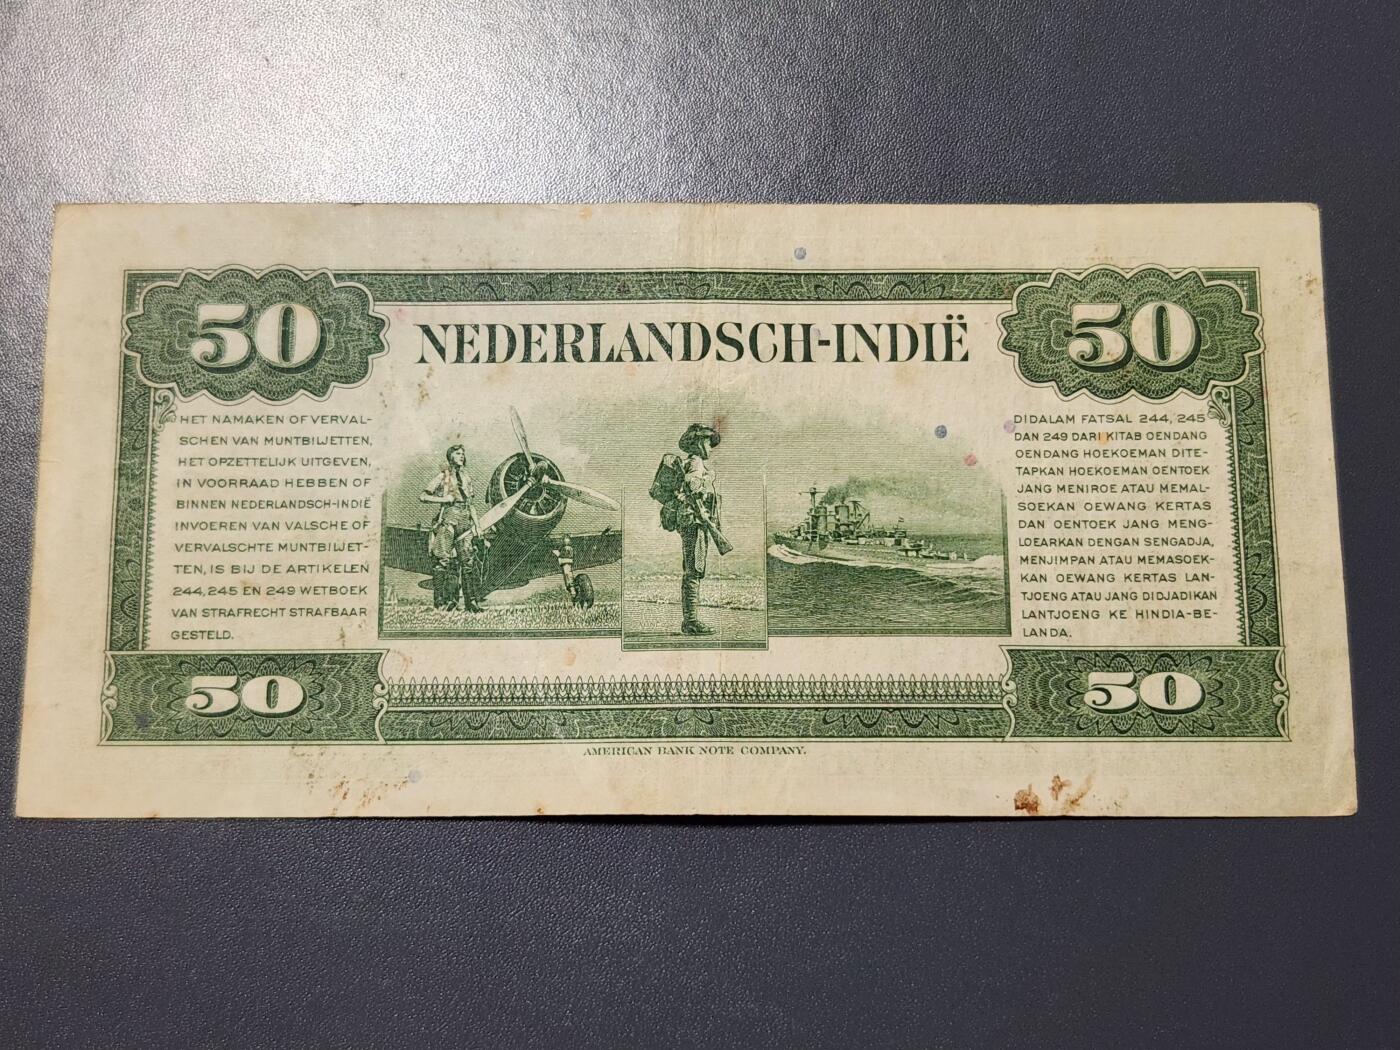 50
NEDERLANDSCH-INDIË
50
HET NAMAKEN OF VERVAL-
SCHEN VAN MUNTBILJETTEN,
HET OPZETTELIJK UITGEVEN,
IN VOORRAAD HEBBEN OF
BINNEN NEDERLANDSCH-INDIË
INVOEREN VAN VALSCHE OF
VERVALSCHTE MUNTBILJET-
TEN, IS BIJ DE ARTIKELEN
244, 245 EN 249 WETBOEK
VAN STRAFRECHT STRAFBAAR
GESTELD.
DIDALAM FATSAL 244, 245
DAN 249 DARI KITAB OENDANG
OENDANG HOEKOEMAN DITE-
TAPKAN HOEKOEMAN OENTOEK
JANG MENIROE ATAU MEMAL-
SOEKAN OEWANG KERTAS
DAN OENTOEK JANG MENG-
LOEARKAN DENGAN SENGADJA,
MENJIMPAN ATAU MEMASOEK-
KAN OEWANG KERTAS LAN-
TJOENG ATAU JANG DIDJADIKAN
LANTJOENG KE HINDIA-BE-
LANDA.
50
50
AMERICAN BANK NOTE COMPANY.